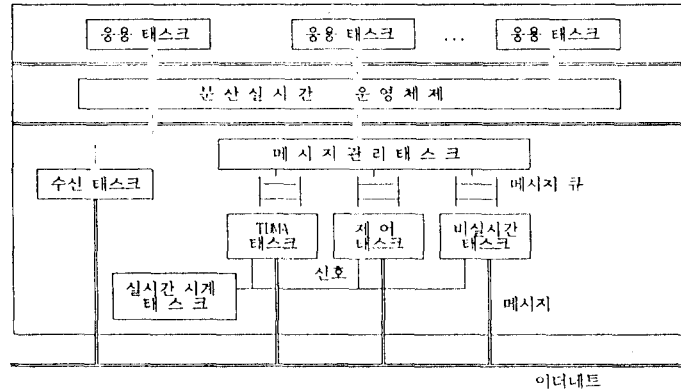 응용 태스크
응용 태스크
...
응용 태스크
분산실시간 운영체제
메시지관리태스크
수신 태스크
메시지 큐
TDMA
태스크
제 어
태스크
비실시간
태스크
신호
실시간 시계
태 스 크
메시지
이더네트